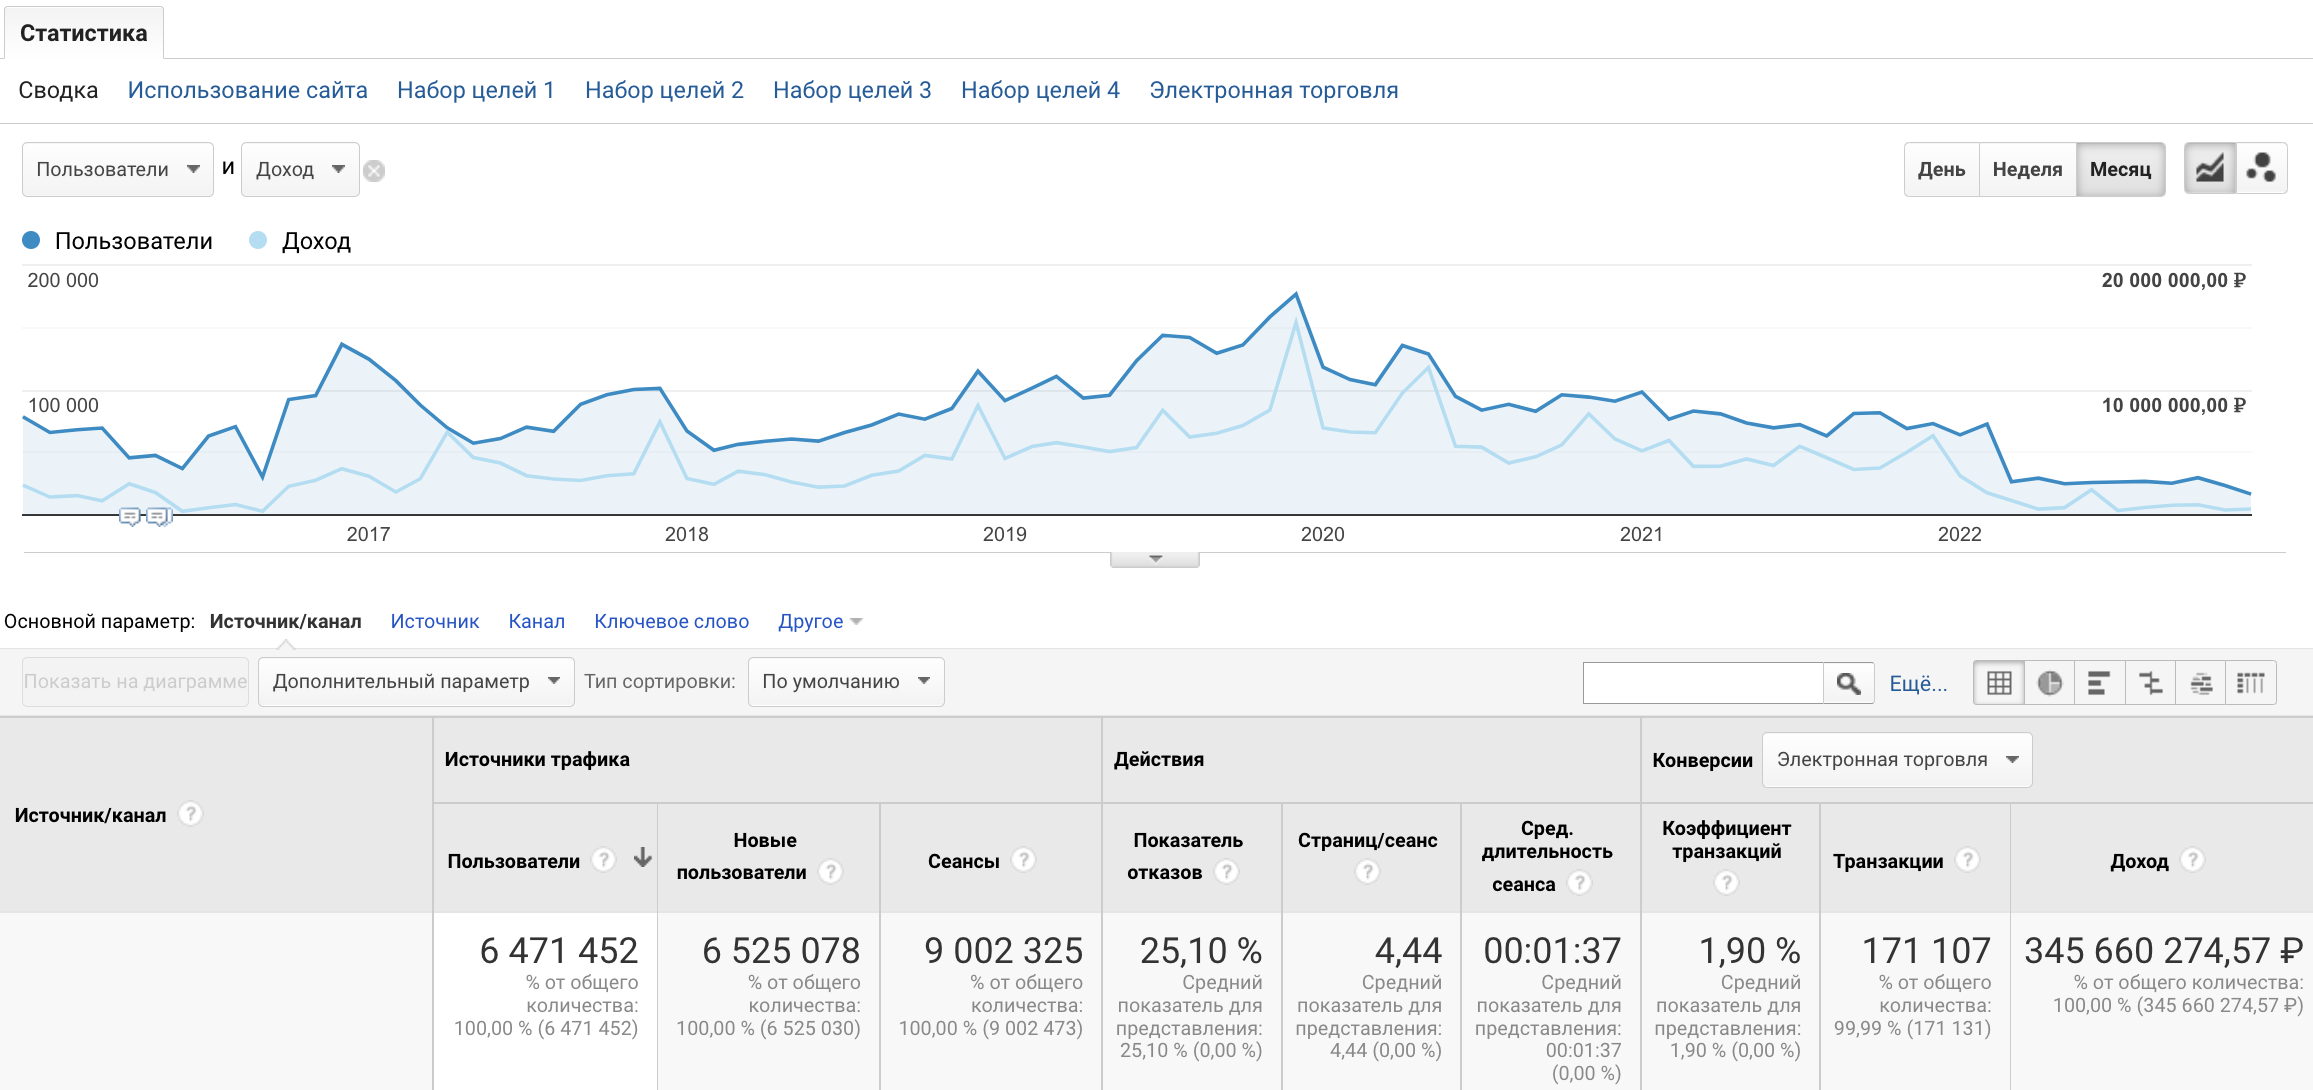 Статистика
Сводка Использование сайта Набор целей 1 Набор целей 2 Набор целей 3 Набор целей 4 Электронная торговля
Пользователи и Доход
День Неделя Месяц
Пользователи Доход
200 000 20 000 000,00 ₽
100 000 10 000 000,00 ₽
2017 2018 2019 2020 2021 2022
Основной параметр: Источник/канал Источник Канал Ключевое слово Другое
Показать на диаграмме Дополнительный параметр Тип сортировки: По умолчанию Ещё...
Источник/канал ?
Источники трафика
Действия
Конверсии Электронная торговля
Пользователи ?
Новые
пользователи ?
Сеансы ?
Показатель
отказов ?
Страниц/сеанс
?
Сред.
длительность
сеанса ?
Коэффициент
транзакций
?
Транзакции ?
Доход ?
6 471 452
% от общего
количества:
100,00 % (6 471 452)
6 525 078
% от общего
количества:
100,00 % (6 525 030)
9 002 325
% от общего
количества:
100,00 % (9 002 473)
25,10 %
Средний
показатель для
представления:
25,10 % (0,00 %)
4,44
Средний
показатель для
представления:
4,44 (0,00 %)
00:01:37
Средний
показатель для
представления:
00:01:37
(0,00 %)
1,90 %
Средний
показатель для
представления:
1,90 % (0,00 %)
171 107
% от общего
количества:
99,99 % (171 131)
345 660 274,57 ₽
% от общего количества:
100,00 % (345 660 274,57 ₽)